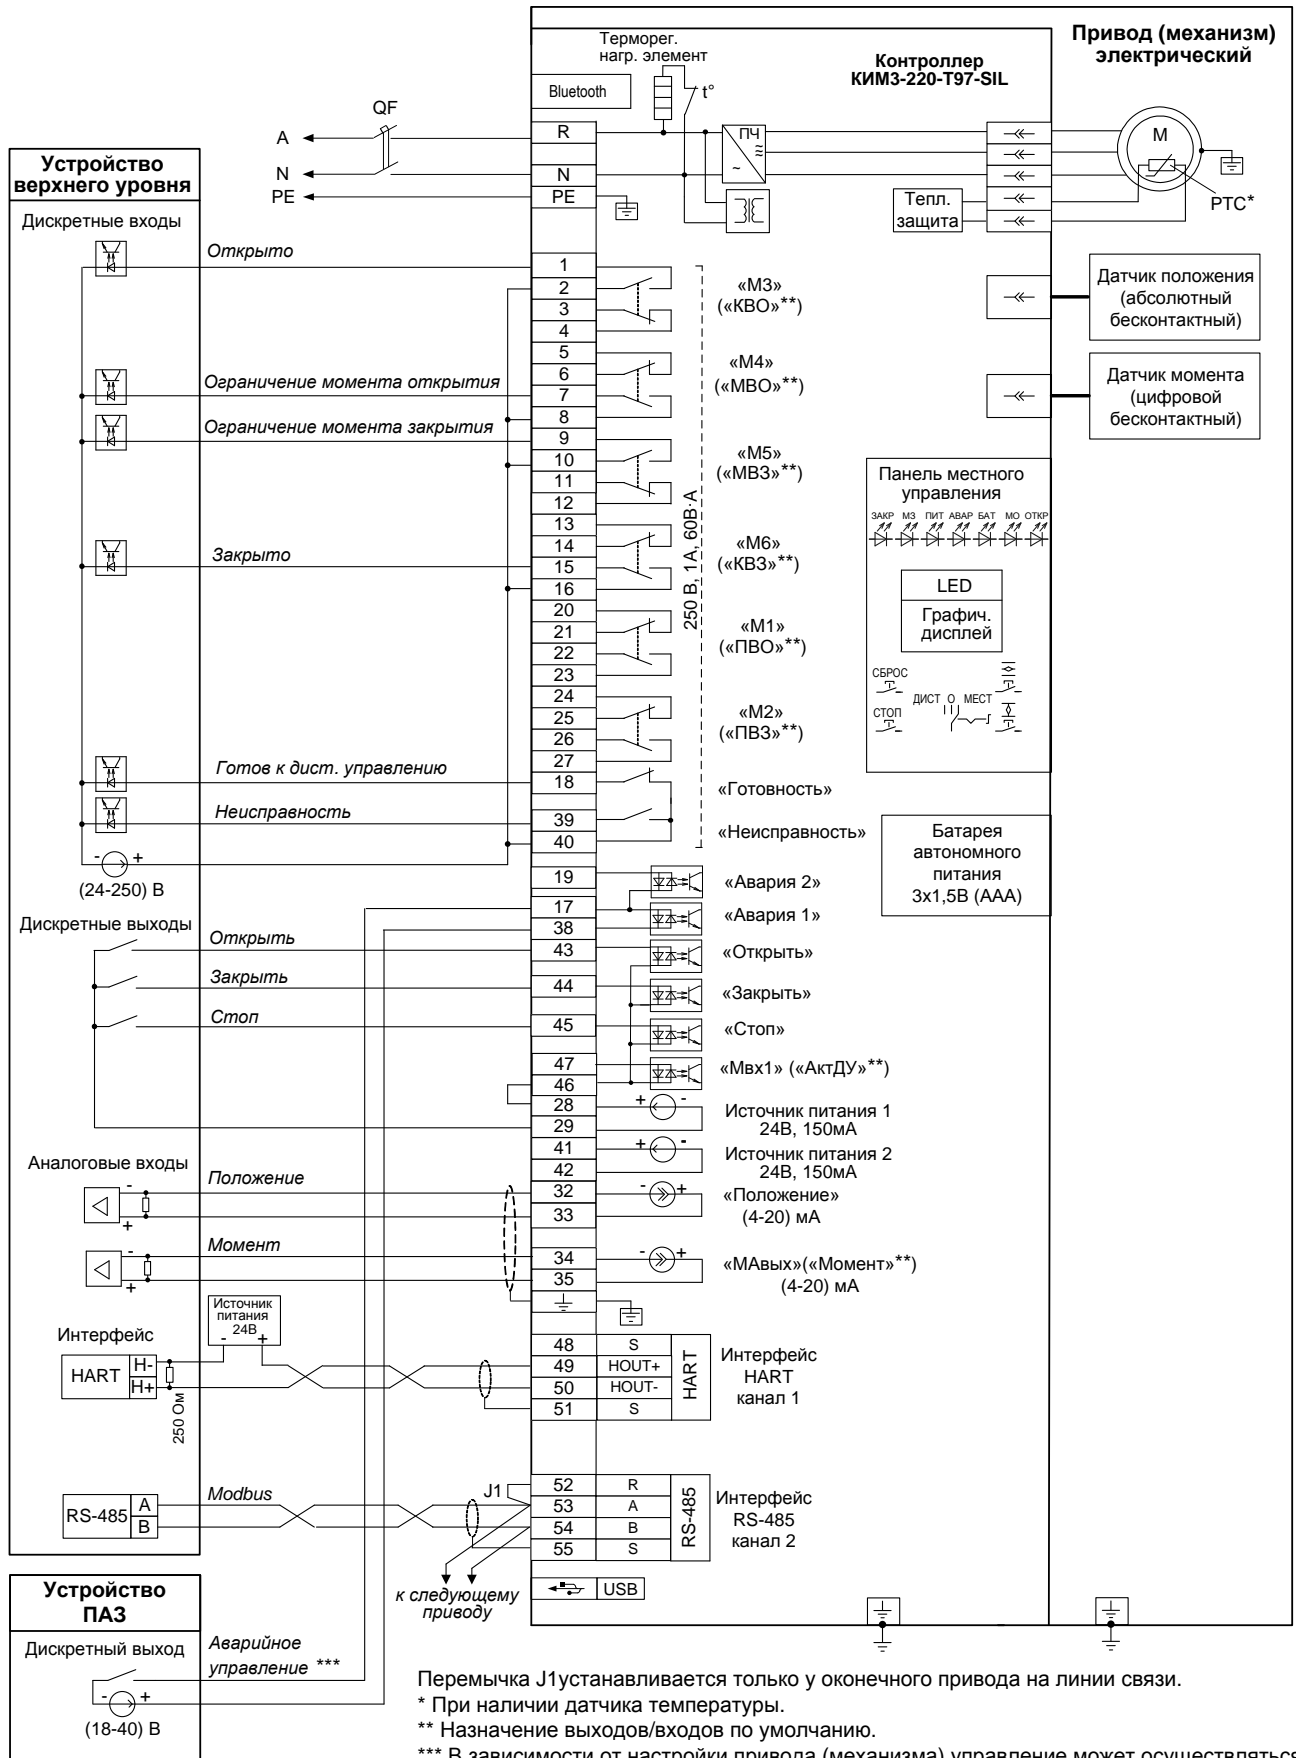 Привод (механизм)
электрический
Терморег.
нагр. элемент
Контроллер
КИМ3-220-Т97-SIL
Bluetooth
t°
QF
A
R
ПЧ
≈
~
M
N
N
PE
PE
Тепл.
защита
PTC*
Устройство
верхнего уровня
Дискретные входы
Открыто
1
2
3
4
«М3»
(«КВО»**)
Датчик положения
(абсолютный
бесконтактный)
5
6
7
8
«М4»
(«МВО»**)
Ограничение момента открытия
Датчик момента
(цифровой
бесконтактный)
Ограничение момента закрытия
9
10
11
12
«М5»
(«МВЗ»**)
250 В, 1А, 60В·А
Панель местного
управления
ЗАКР МЗ ПИТ АВАР БАТ МО ОТКР
Закрыто
13
14
15
16
«М6»
(«КВЗ»**)
LED
Графич.
дисплей
20
21
22
23
«М1»
(«ПВО»**)
СБРОС
ДИСТ О МЕСТ
СТОП
24
25
26
27
«М2»
(«ПВЗ»**)
Готов к дист. управлению
18
«Готовность»
Неисправность
39
40
«Неисправность»
Батарея
автономного
питания
3х1,5В (ААА)
- +
(24-250) В
19
«Авария 2»
17
38
«Авария 1»
Дискретные выходы
Открыть
43
«Открыть»
Закрыть
44
«Закрыть»
Стоп
45
«Стоп»
47
46
«Мвх1» («АктДУ»**)
28
29
+ -
Источник питания 1
24В, 150мА
41
42
+ -
Источник питания 2
24В, 150мА
Аналоговые входы
Положение
- +
32
33
- +
«Положение»
(4-20) мА
Момент
- +
34
35
- +
«МАвых»(«Момент»**)
(4-20) мА
Источник
питания
24В
- +
Интерфейс
HART
H-
H+
250 Ом
48 S
49 HOUT+
50 HOUT-
51 S
HART
Интерфейс
HART
канал 1
Modbus
RS-485
A
B
J1
52 R
53 A
54 B
55 S
RS-485
Интерфейс
RS-485
канал 2
к следующему
приводу
USB
Устройство
ПАЗ
Дискретный выход
Аварийное
управление ***
- +
(18-40) В
Перемычка J1устанавливается только у оконечного привода на линии связи.
* При наличии датчика температуры.
** Назначение выходов/входов по умолчанию.
*** В зависимости от настройки привода (механизма) управление может осуществляться